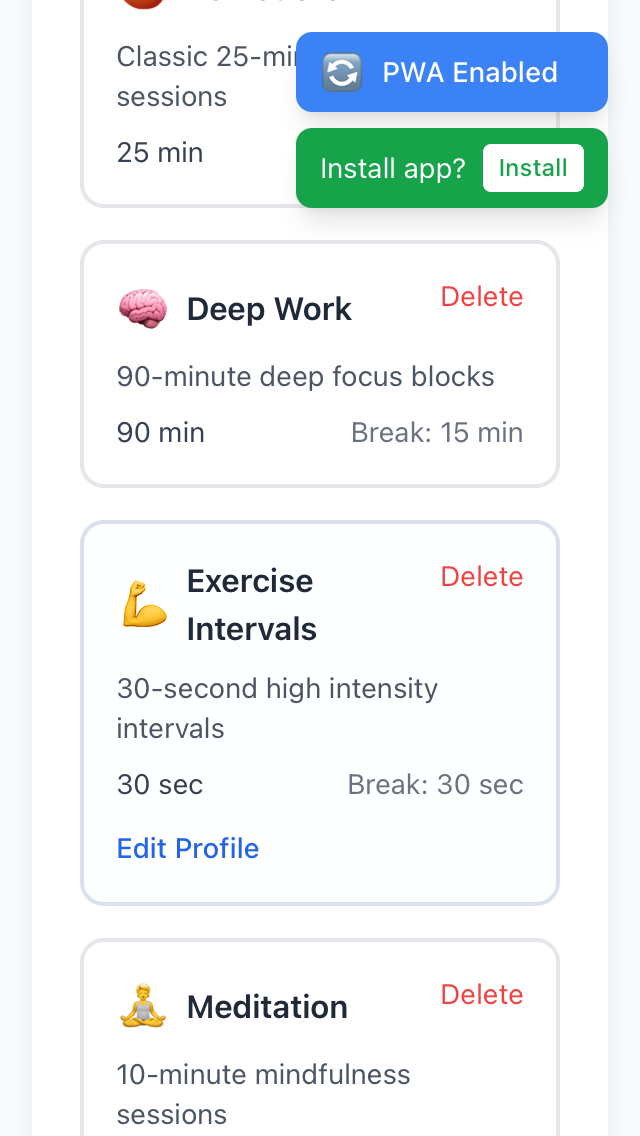 Classic 25-mi
sessions
25 min
PWA Enabled
Install app? Install
Deep Work
Delete
90-minute deep focus blocks
90 min
Break: 15 min
Exercise
Intervals
Delete
30-second high intensity
intervals
30 sec
Break: 30 sec
Edit Profile
Meditation
Delete
10-minute mindfulness
sessions